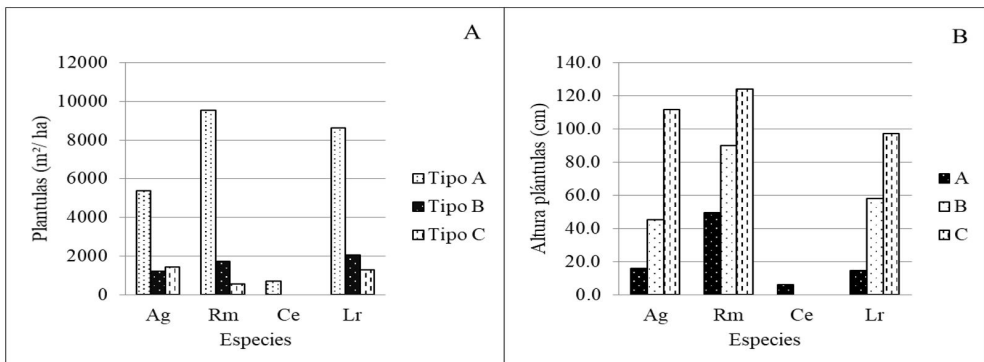 A
12000
10000
8000
6000
4000
2000
0
Plantulas (m²/ ha)
Ag Rm Ce Lr
Especies
Tipo A
Tipo B
Tipo C
B
140.0
120.0
100.0
80.0
60.0
40.0
20.0
0.0
Altura plántulas (cm)
Ag Rm Ce Lr
Especies
A
B
C